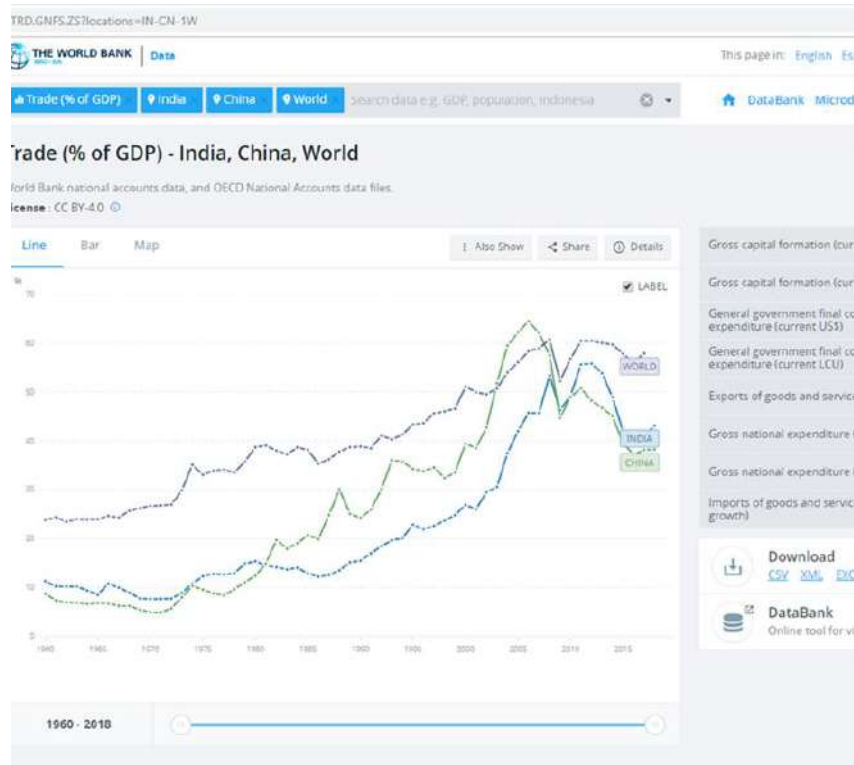 TRD.GNFS.ZS?locations=IN-CN-1W
THE WORLD BANK Data
This page in: English Es
Trade (% of GDP) India China World Search data e.g. GDP, population, Indonesia
DataBank Microd
Trade (% of GDP) - India, China, World
World Bank national accounts data, and OECD National Accounts data files.
icense : CC BY-4.0
Line Bar Map
Also Show Share Details
%
LABEL
70
60
50
40
30
20
10
0
WORLD
INDIA
CHINA
1960 1965 1970 1975 1980 1985 1990 1995 2000 2005 2010 2015
1960 - 2018
Gross capital formation (cur
Gross capital formation (cur
General government final co
expenditure (current US$)
General government final co
expenditure (current LCU)
Exports of goods and service
Gross national expenditure
Gross national expenditure
Imports of goods and servic
growth)
Download
CSV XML EXC
DataBank
Online tool for vi